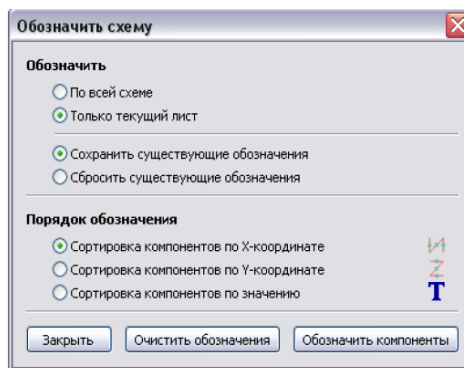 Обозначить схему
Обозначить
По всей схеме
Только текущий лист
Сохранить существующие обозначения
Сбросить существующие обозначения
Порядок обозначения
Сортировка компонентов по X-координате
Сортировка компонентов по Y-координате
Сортировка компонентов по значению T
Закрыть Очистить обозначения Обозначить компоненты